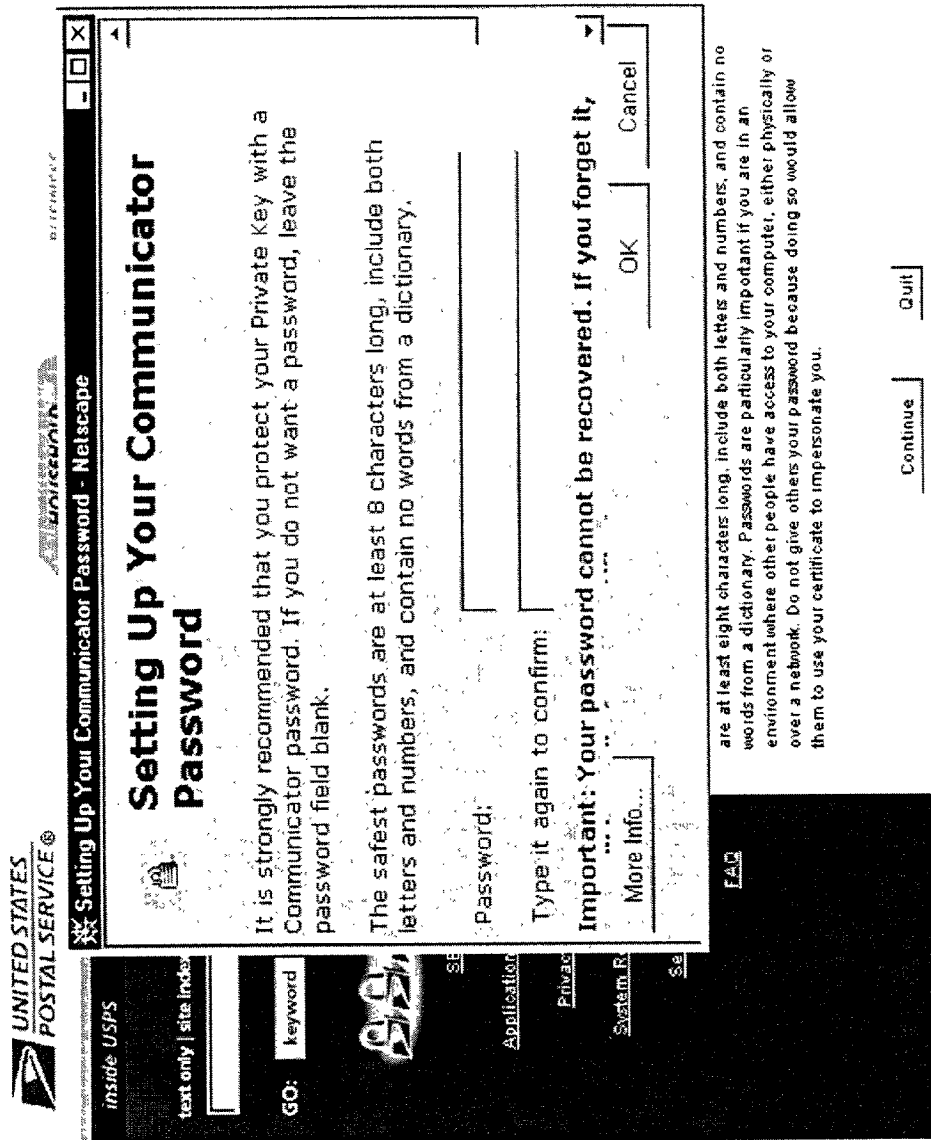 UNITED STATES
POSTAL SERVICE ®
inside USPS
text only | site index
GO:
keyword
Application
System R
FAQ
Setting Up Your Communicator Password - Netscape
Setting Up Your Communicator
Password
It is strongly recommended that you protect your Private Key with a
Communicator password. If you do not want a password, leave the
password field blank.
The safest passwords are at least 8 characters long, include both
letters and numbers, and contain no words from a dictionary.
Password:
Type it again to confirm:
Important: Your password cannot be recovered. If you forget it,
More Info...
OK
Cancel
are at least eight characters long, include both letters and numbers, and contain no
words from a dictionary. Passwords are particularly important if you are in an
environment where other people have access to your computer, either physically or
over a network. Do not give others your password because doing so would allow
them to use your certificate to impersonate you.
Continue
Quit